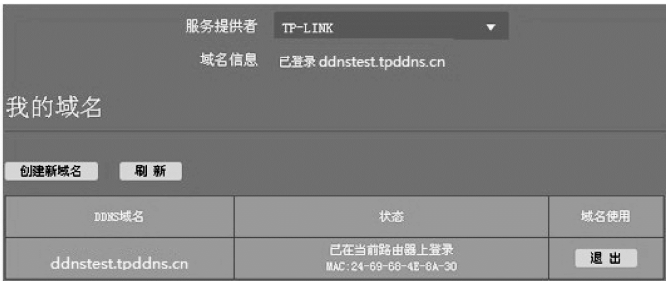 服务提供者 TP-LINK
域名信息 已登录 ddnstest.tpddns.cn
我的域名
创建新域名 刷 新
DDNS域名 状态 域名使用
ddnstest.tpddns.cn 已在当前路由器上登录 退 出
MAC:24-69-68-4E-8A-30